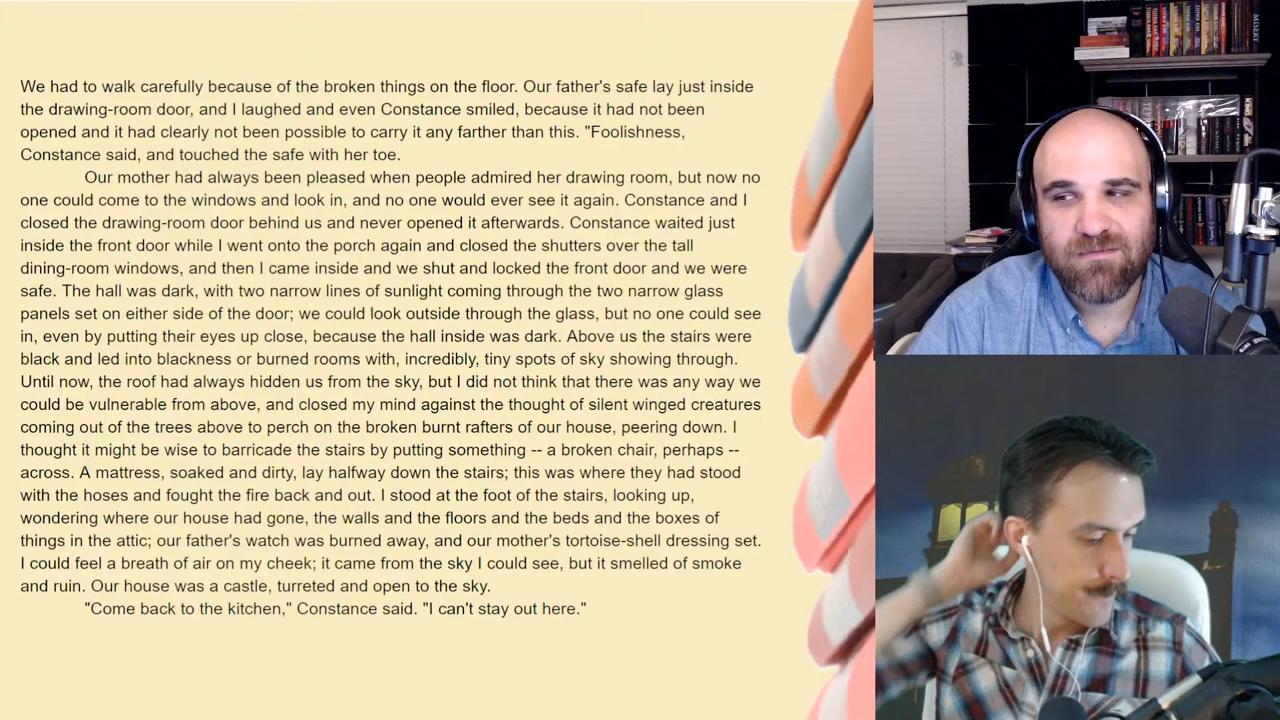 We had to walk carefully because of the broken things on the floor. Our father's safe lay just inside
the drawing-room door, and I laughed and even Constance smiled, because it had not been
opened and it had clearly not been possible to carry it any farther than this. "Foolishness,
Constance said, and touched the safe with her toe.
Our mother had always been pleased when people admired her drawing room, but now no
one could come to the windows and look in, and no one would ever see it again. Constance and I
closed the drawing-room door behind us and never opened it afterwards. Constance waited just
inside the front door while I went onto the porch again and closed the shutters over the tall
dining-room windows, and then I came inside and we shut and locked the front door and we were
safe. The hall was dark, with two narrow lines of sunlight coming through the two narrow glass
panels set on either side of the door; we could look outside through the glass, but no one could see
in, even by putting their eyes up close, because the hall inside was dark. Above us the stairs were
black and led into blackness or burned rooms with, incredibly, tiny spots of sky showing through.
Until now, the roof had always hidden us from the sky, but I did not think that there was any way we
could be vulnerable from above, and closed my mind against the thought of silent winged creatures
coming out of the trees above to perch on the broken burnt rafters of our house, peering down. I
thought it might be wise to barricade the stairs by putting something -- a broken chair, perhaps --
across. A mattress, soaked and dirty, lay halfway down the stairs; this was where they had stood
with the hoses and fought the fire back and out. I stood at the foot of the stairs, looking up,
wondering where our house had gone, the walls and the floors and the beds and the boxes of
things in the attic; our father's watch was burned away, and our mother's tortoise-shell dressing set.
I could feel a breath of air on my cheek; it came from the sky I could see, but it smelled of smoke
and ruin. Our house was a castle, turreted and open to the sky.
"Come back to the kitchen," Constance said. "I can't stay out here."
MISERY